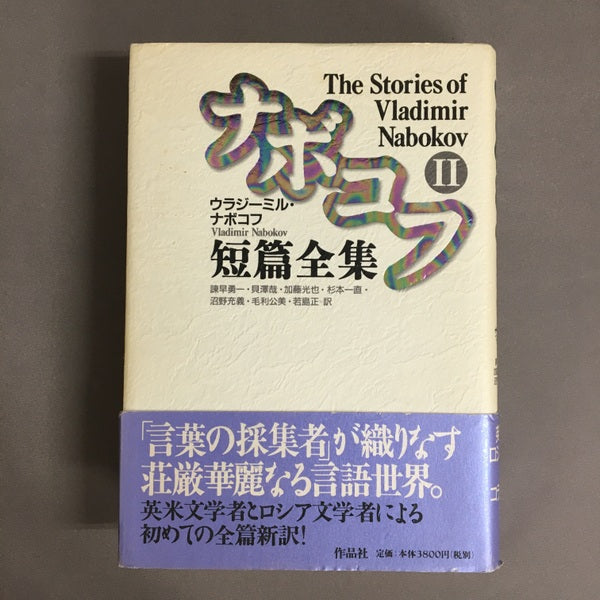 The Stories of
Vladimir
Nabokov
II
ナボコフ
ウラジーミル・
ナボコフ
Vladimir Nabokov
短篇全集
諫早勇一・貝澤哉・加藤光也・杉本一直・
沼野充義・毛利公美・若島正 訳
「言葉の採集者」が織りなす
荘厳華麗なる言語世界。
英米文学者とロシア文学者による
初めての全篇新訳!
作品社 定価:本体3800円(税別)